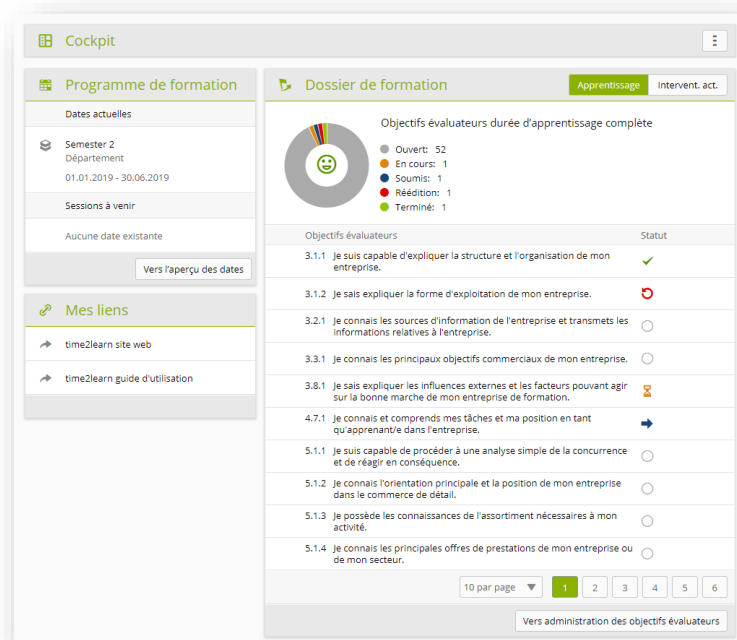 Cockpit
Programme de formation
Dates actuelles
Semester 2
Département
01.01.2019 - 30.06.2019
Sessions à venir
Aucune date existante
Vers l'aperçu des dates
Mes liens
time2learn site web
time2learn guide d'utilisation
Dossier de formation
Apprentissage
Intervent. act.
Objectifs évaluateurs durée d'apprentissage complète
Ouvert: 52
En cours: 1
Soumis: 1
Réédition: 1
Terminé: 1
Objectifs évaluateurs Statut
3.1.1 Je suis capable d'expliquer la structure et l'organisation de mon
entreprise.
3.1.2 Je sais expliquer la forme d'exploitation de mon entreprise.
3.2.1 Je connais les sources d'information de l'entreprise et transmets les
informations relatives à l'entreprise.
3.3.1 Je connais les principaux objectifs commerciaux de mon entreprise.
3.8.1 Je sais expliquer les influences externes et les facteurs pouvant agir
sur la bonne marche de mon entreprise de formation.
4.7.1 Je connais et comprends mes tâches et ma position en tant
qu'apprenant/e dans l'entreprise.
5.1.1 Je suis capable de procéder à une analyse simple de la concurrence
et de réagir en conséquence.
5.1.2 Je connais l'orientation principale et la position de mon entreprise
dans le commerce de détail.
5.1.3 Je possède les connaissances de l'assortiment nécessaires à mon
activité.
5.1.4 Je connais les principales offres de prestations de mon entreprise ou
de mon secteur.
10 par page 1 2 3 4 5 6
Vers administration des objectifs évaluateurs